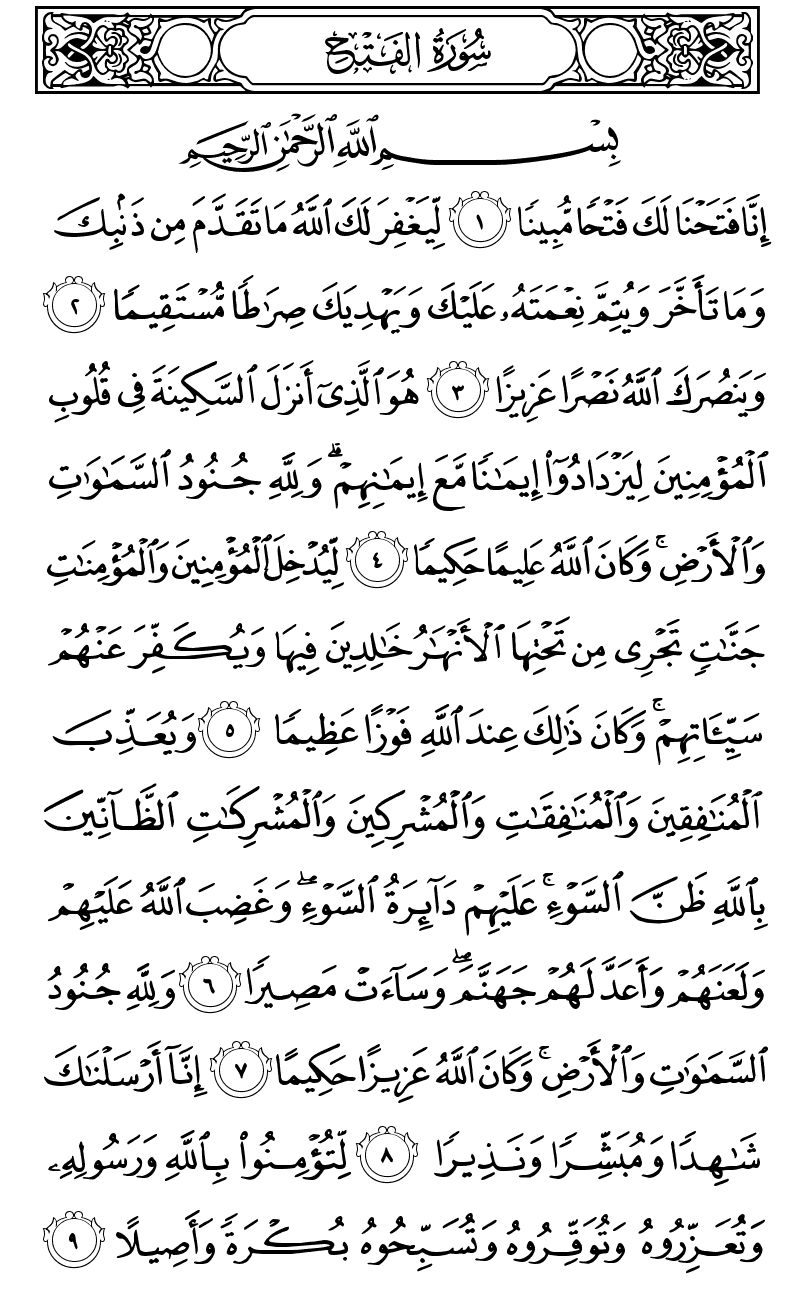 سُورَةُ الفَتْحِ
بِسْمِ ٱللَّهِ ٱلرَّحْمَٰنِ ٱلرَّحِيمِ
إِنَّا فَتَحْنَا لَكَ فَتْحًا مُّبِينًا ١ لِّيَغْفِرَ لَكَ ٱللَّهُ مَا تَقَدَّمَ مِن ذَنۢبِكَ
وَمَا تَأَخَّرَ وَيُتِمَّ نِعْمَتَهُۥ عَلَيْكَ وَيَهْدِيَكَ صِرَٰطًا مُّسْتَقِيمًا ٢
وَيَنصُرَكَ ٱللَّهُ نَصْرًا عَزِيزًا ٣ هُوَ ٱلَّذِىٓ أَنزَلَ ٱلسَّكِينَةَ فِى قُلُوبِ
ٱلْمُؤْمِنِينَ لِيَزْدَادُوٓا۟ إِيمَٰنًا مَّعَ إِيمَٰنِهِمْ ۗ وَلِلَّهِ جُنُودُ ٱلسَّمَٰوَٰتِ
وَٱلْأَرْضِ ۚ وَكَانَ ٱللَّهُ عَلِيمًا حَكِيمًا ٤ لِّيُدْخِلَ ٱلْمُؤْمِنِينَ وَٱلْمُؤْمِنَٰتِ
جَنَّٰتٍ تَجْرِى مِن تَحْتِهَا ٱلْأَنْهَٰرُ خَٰلِدِينَ فِيهَا وَيُكَفِّرَ عَنْهُمْ
سَيِّـَٔاتِهِمْ ۚ وَكَانَ ذَٰلِكَ عِندَ ٱللَّهِ فَوْزًا عَظِيمًا ٥ وَيُعَذِّبَ
ٱلْمُنَٰفِقِينَ وَٱلْمُنَٰفِقَٰتِ وَٱلْمُشْرِكِينَ وَٱلْمُشْرِكَٰتِ ٱلظَّآنِّينَ
بِٱللَّهِ ظَنَّ ٱلسَّوْءِ ۚ عَلَيْهِمْ دَآئِرَةُ ٱلسَّوْءِ ۖ وَغَضِبَ ٱللَّهُ عَلَيْهِمْ
وَلَعَنَهُمْ وَأَعَدَّ لَهُمْ جَهَنَّمَ ۖ وَسَآءَتْ مَصِيرًا ٦ وَلِلَّهِ جُنُودُ
ٱلسَّمَٰوَٰتِ وَٱلْأَرْضِ ۚ وَكَانَ ٱللَّهُ عَزِيزًا حَكِيمًا ٧ إِنَّآ أَرْسَلْنَٰكَ
شَٰهِدًا وَمُبَشِّرًا وَنَذِيرًا ٨ لِّتُؤْمِنُوا۟ بِٱللَّهِ وَرَسُولِهِۦ
وَتُعَزِّرُوهُ وَتُوَقِّرُوهُ وَتُسَبِّحُوهُ بُكْرَةً وَأَصِيلًا ٩